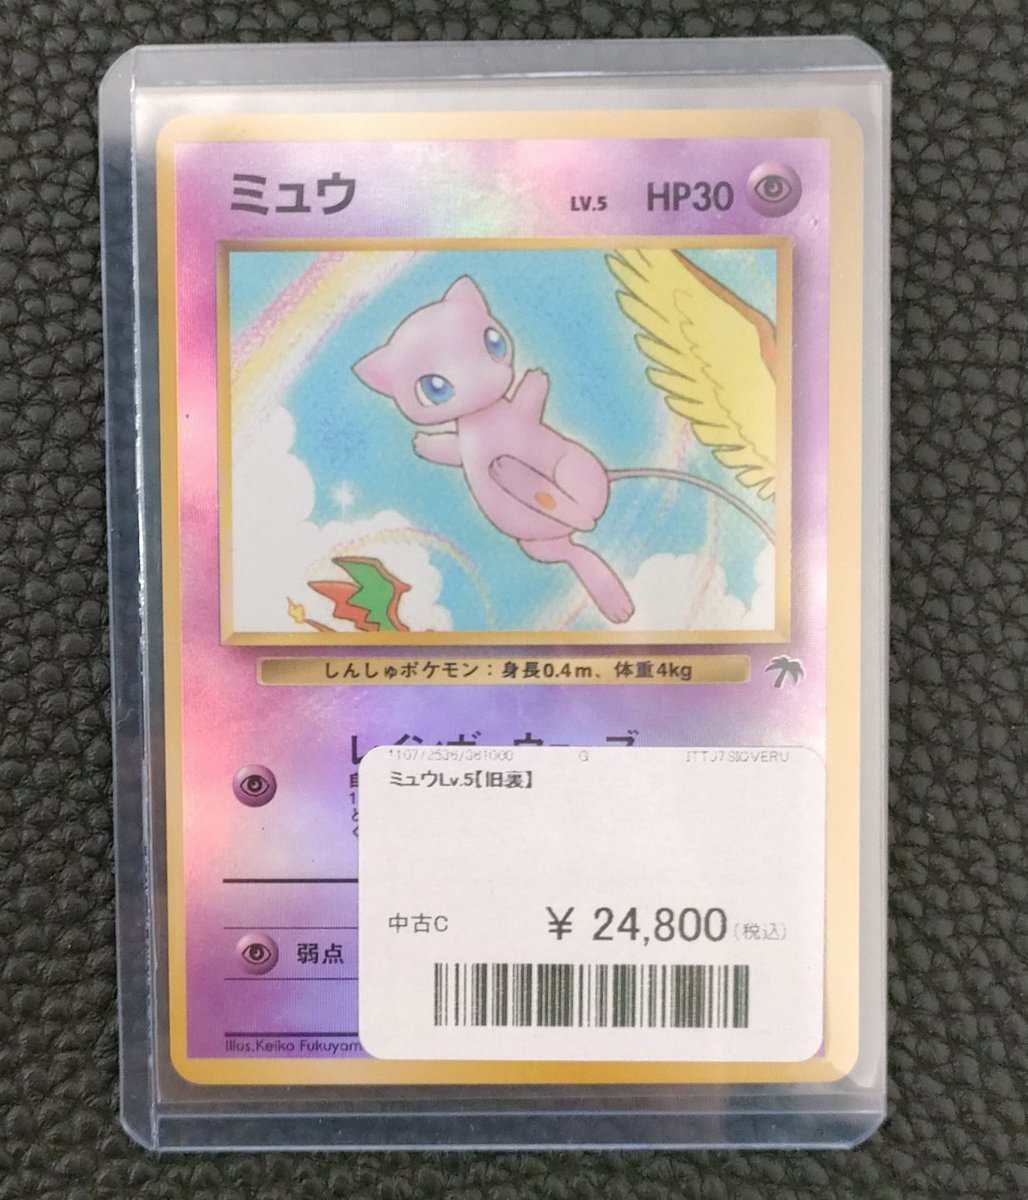 ミュウ LV.5 HP30
しんしゅポケモン：身長0.4m、体重4kg
1107/2536/381000 G ITTJ7SIQVERU
ミュウLv.5【旧裏】
中古C ¥ 24,800(税込)
弱点
Illus.Keiko Fukuyam